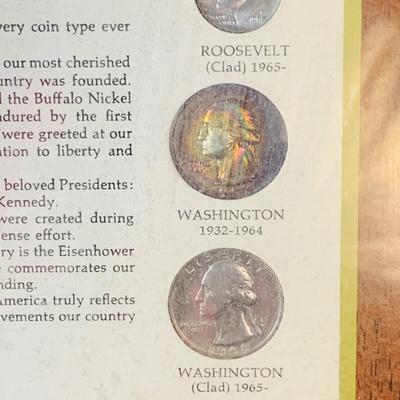 very coin type ever
our most cherished
untry was founded.
d the Buffalo Nickel
ndured by the first
were greeted at our
ation to liberty and
beloved Presidents:
Kennedy.
were created during
ense effort.
ry is the Eisenhower
e commemorates our
nding.
America truly reflects
vements our country
ROOSEVELT
(Clad) 1965-
WASHINGTON
1932-1964
LIBERTY
WASHINGTON
(Clad) 1965-